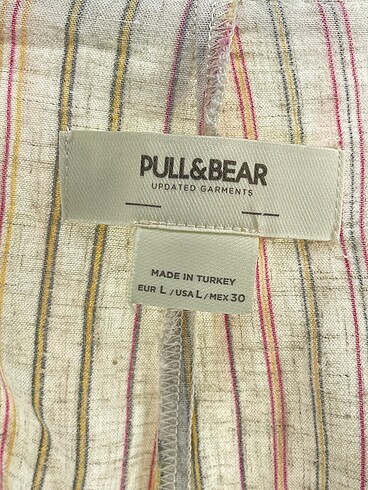 PULL&BEAR
UPDATED GARMENTS
MADE IN TURKEY
EUR L / USA L / MEX 30